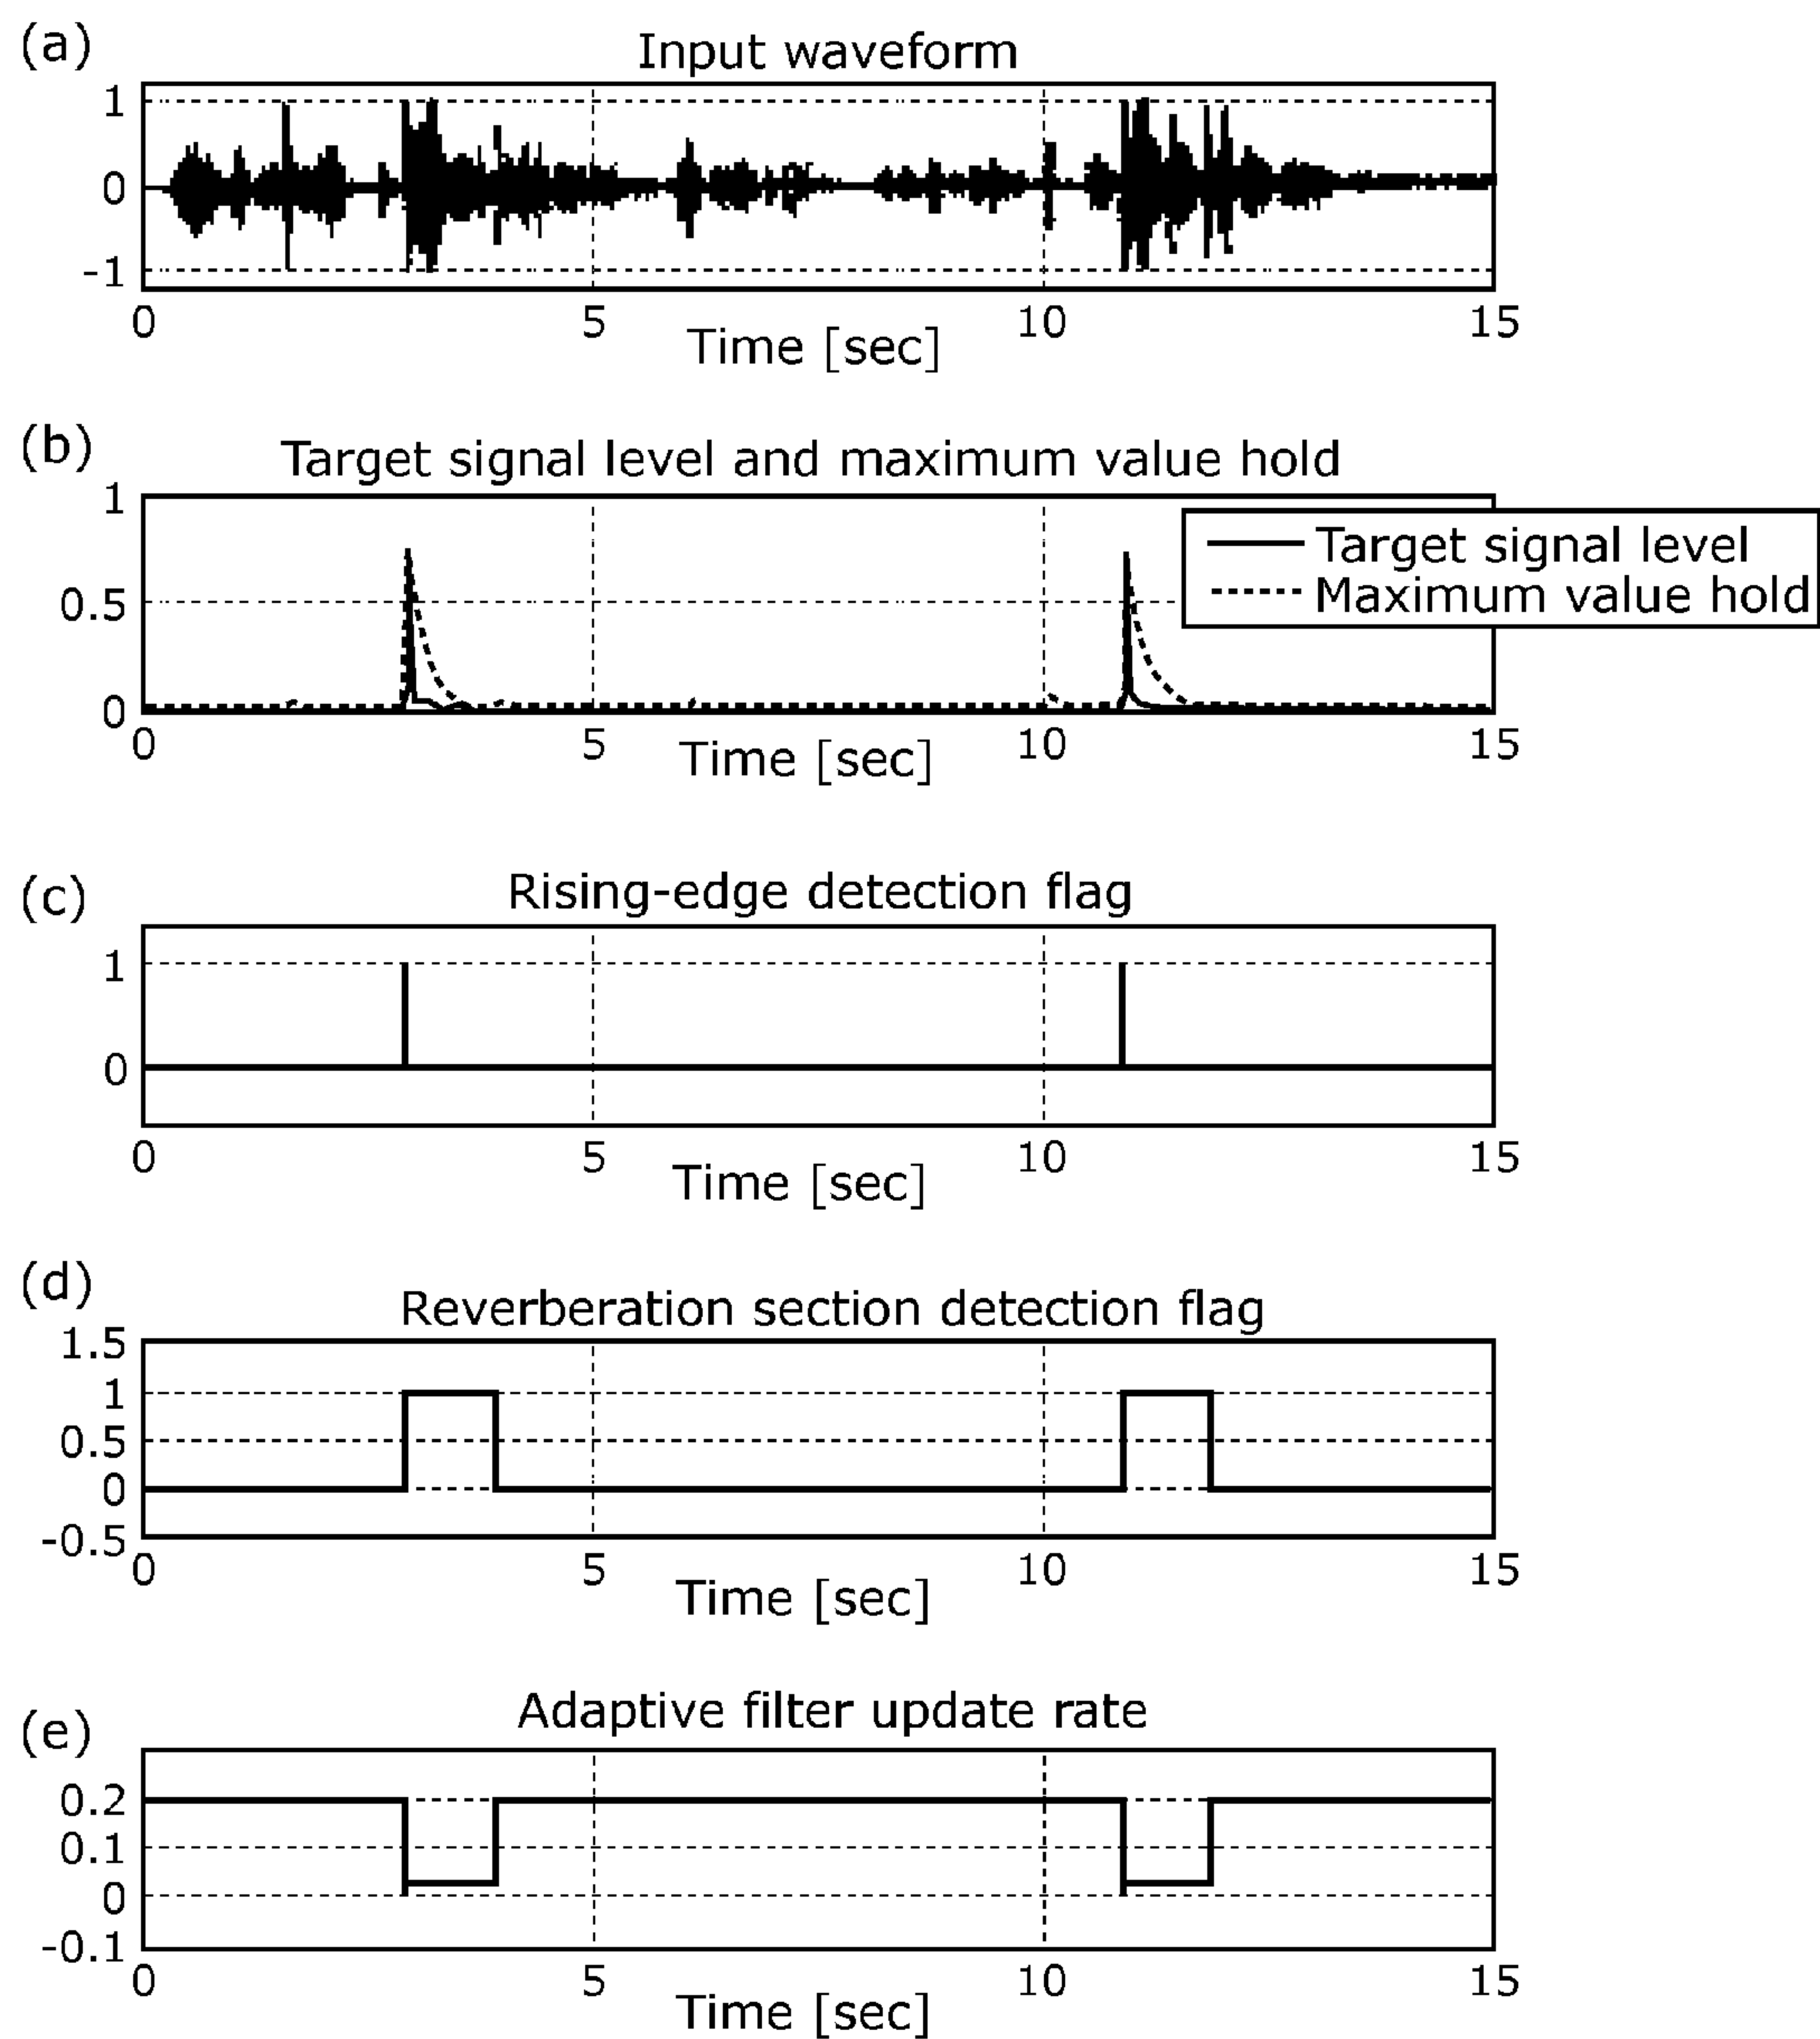 (a)
Input waveform
1
0
-1
0 5 10 15
Time [sec]
(b)
Target signal level and maximum value hold
1
0.5
0
Target signal level
Maximum value hold
0 5 10 15
Time [sec]
(c)
Rising-edge detection flag
1
0
0 5 10 15
Time [sec]
(d)
Reverberation section detection flag
1.5
1
0.5
0
-0.5
0 5 10 15
Time [sec]
(e)
Adaptive filter update rate
0.2
0.1
0
-0.1
0 5 10 15
Time [sec]